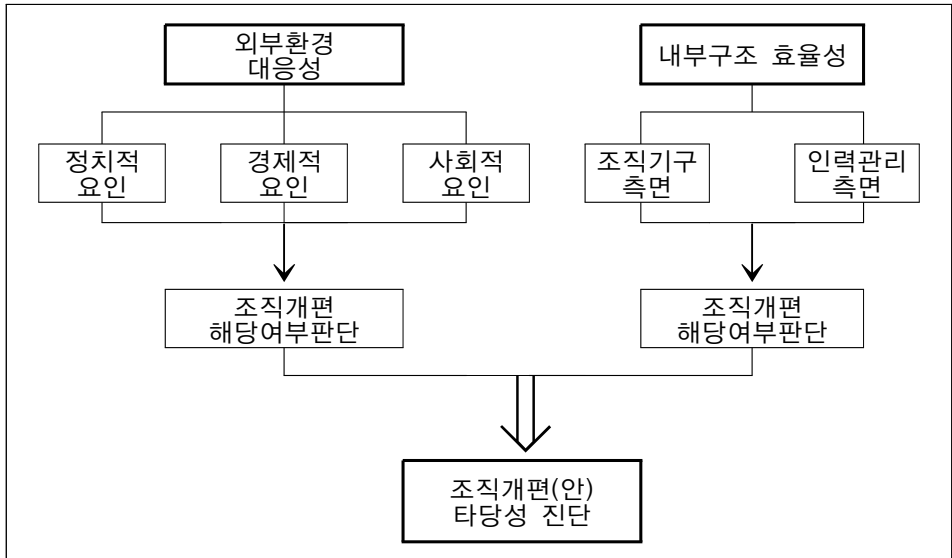 외부환경
대응성
내부구조 효율성
정치적
요인
경제적
요인
사회적
요인
조직기구
측면
인력관리
측면
조직개편
해당여부판단
조직개편
해당여부판단
조직개편(안)
타당성 진단